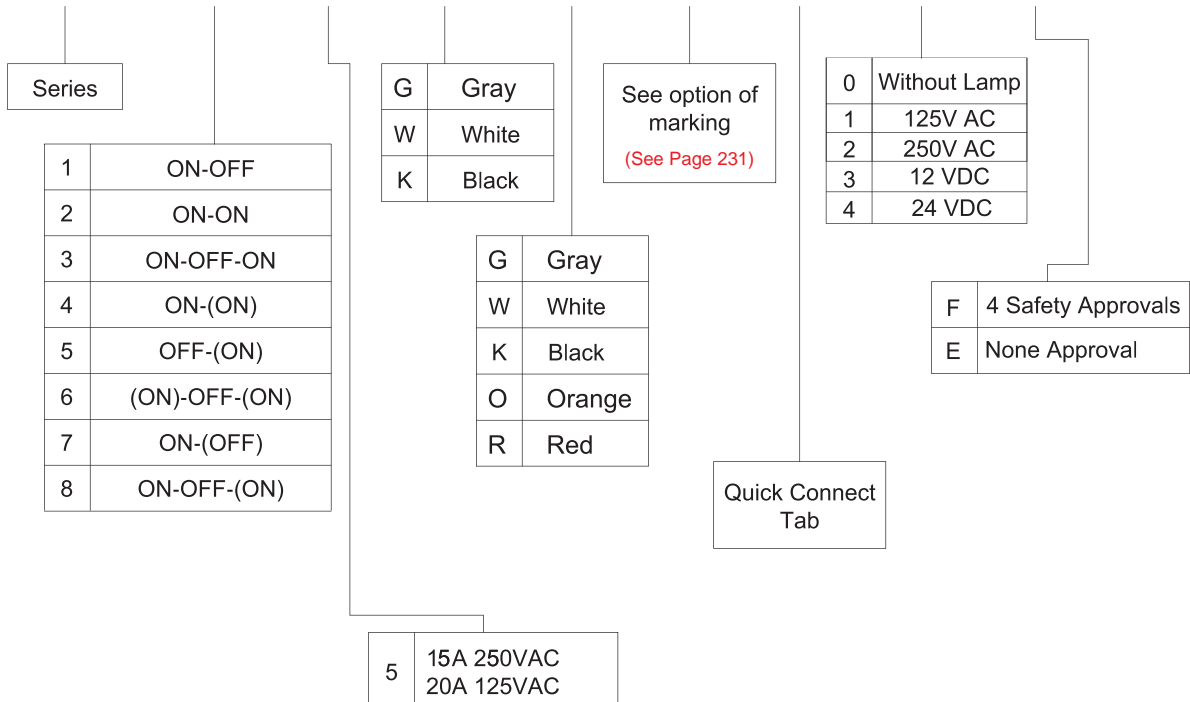 Series
1 ON-OFF
2 ON-ON
3 ON-OFF-ON
4 ON-(ON)
5 OFF-(ON)
6 (ON)-OFF-(ON)
7 ON-(OFF)
8 ON-OFF-(ON)
5 15A 250VAC
20A 125VAC
G Gray
W White
K Black
G Gray
W White
K Black
O Orange
R Red
See option of
marking
(See Page 231)
Quick Connect
Tab
0 Without Lamp
1 125V AC
2 250V AC
3 12 VDC
4 24 VDC
F 4 Safety Approvals
E None Approval